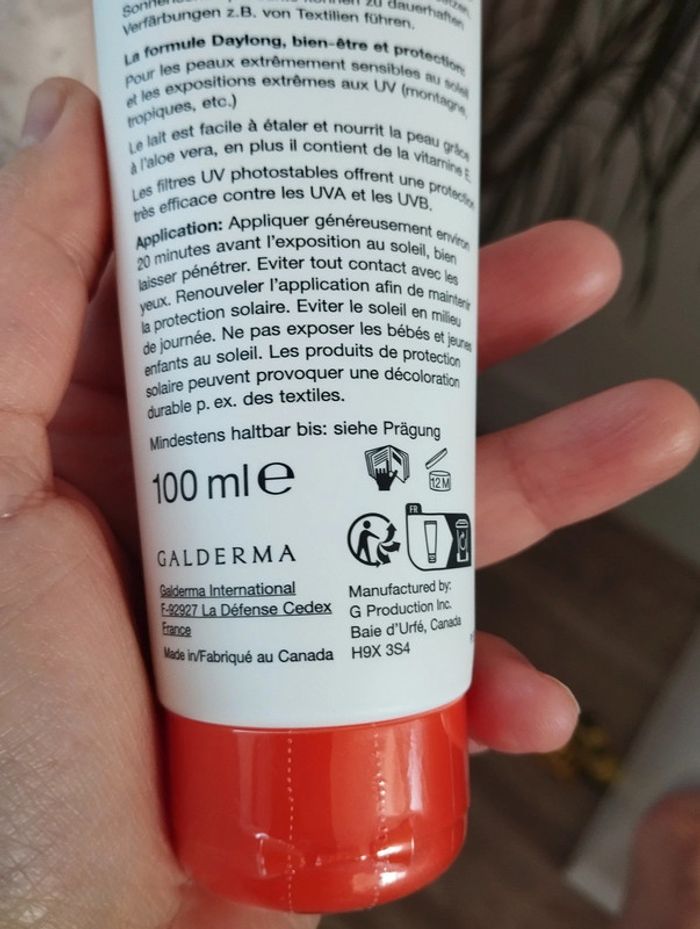 Verfärbungen z.B. von Textilien führen.
La formule Daylong, bien-être et protection:
Pour les peaux extrêmement sensibles au soleil
et les expositions extrêmes aux UV (montagne,
tropiques, etc.)
Le lait est facile à étaler et nourrit la peau grâce
à l'aloe vera, en plus il contient de la vitamine E.
Les filtres UV photostables offrent une protection
très efficace contre les UVA et les UVB.
Application: Appliquer généreusement environ
20 minutes avant l'exposition au soleil, bien
laisser pénétrer. Eviter tout contact avec les
yeux. Renouveler l'application afin de maintenir
la protection solaire. Eviter le soleil en milieu
de journée. Ne pas exposer les bébés et jeunes
enfants au soleil. Les produits de protection
solaire peuvent provoquer une décoloration
durable p. ex. des textiles.
Mindestens haltbar bis: siehe Prägung
100 ml e
12 M
FR
GALDERMA
Galderma International
F-92927 La Défense Cedex
France
Made in/Fabriqué au Canada
Manufactured by:
G Production Inc.
Baie d'Urfé, Canada
H9X 3S4